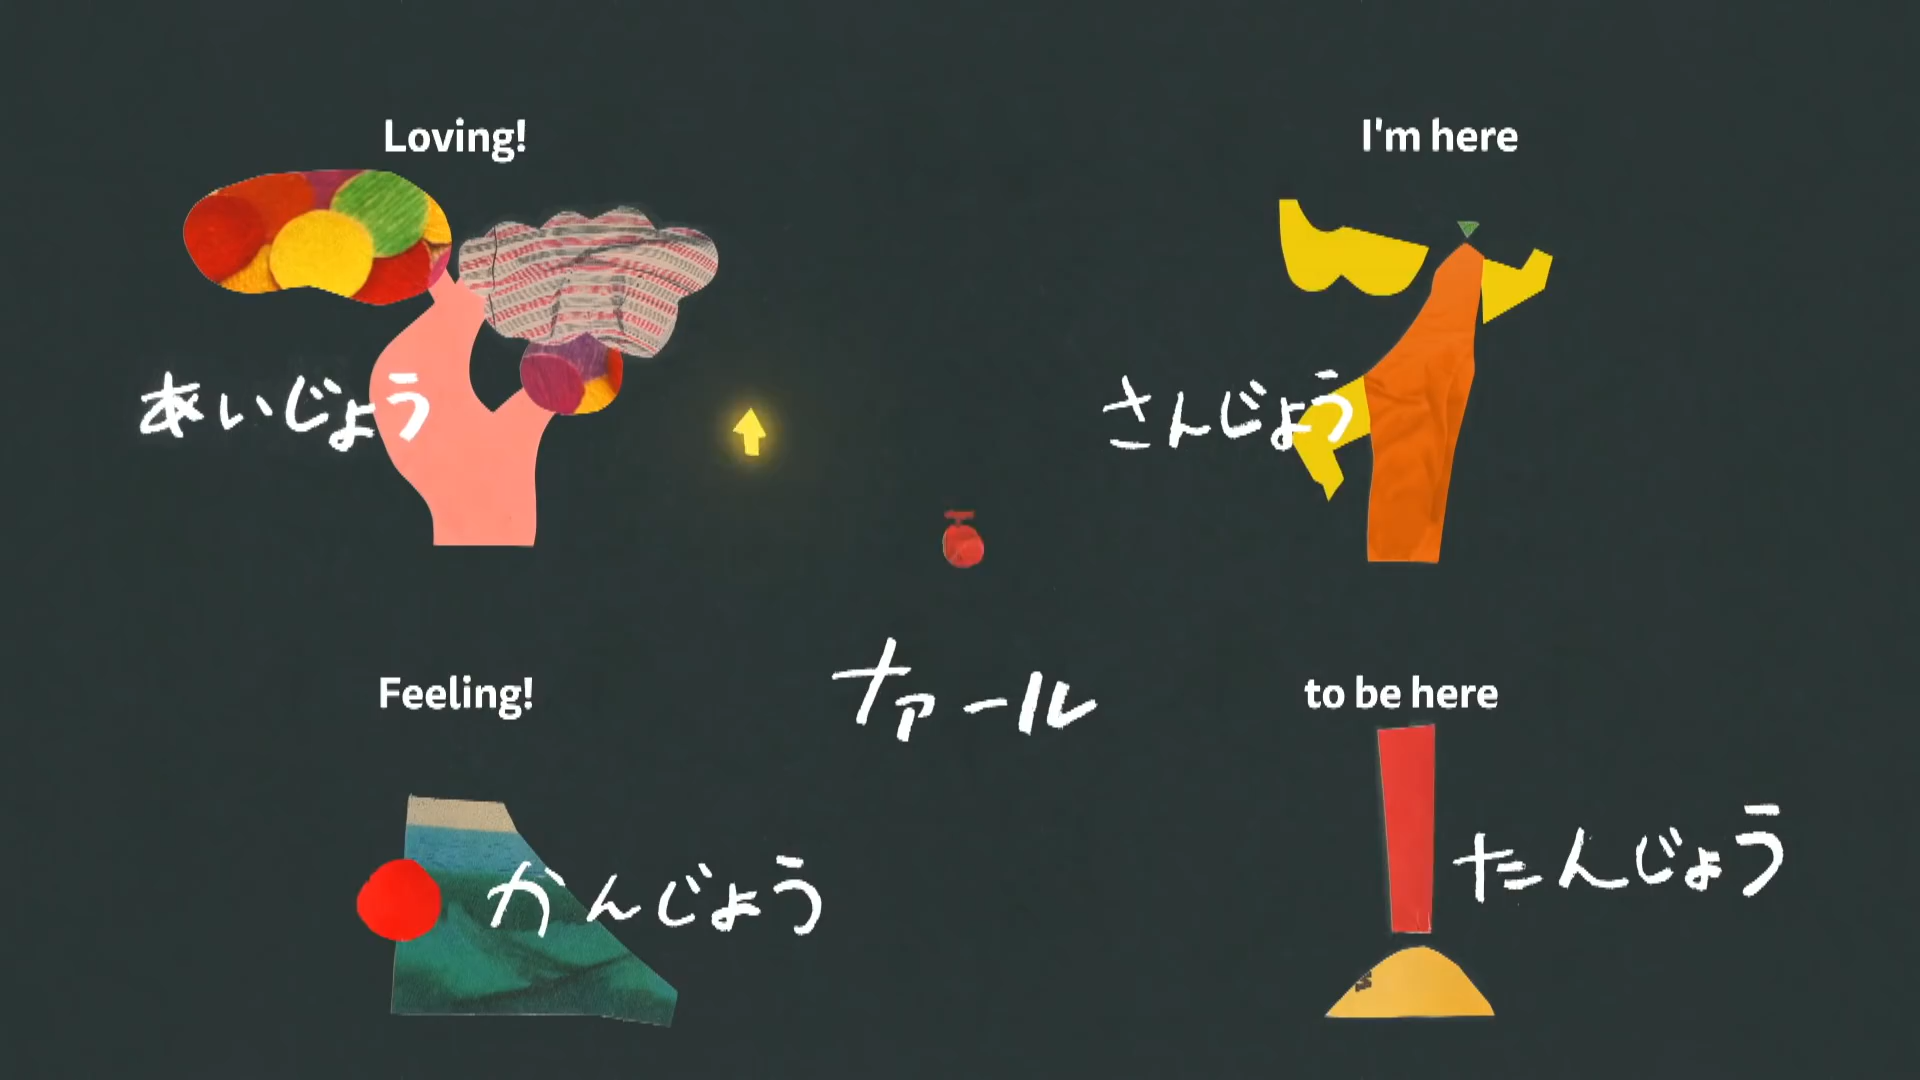 Loving!
あいじょう
I'm here
さんじょう
ナァール
Feeling!
かんじょう
to be here
たんじょう